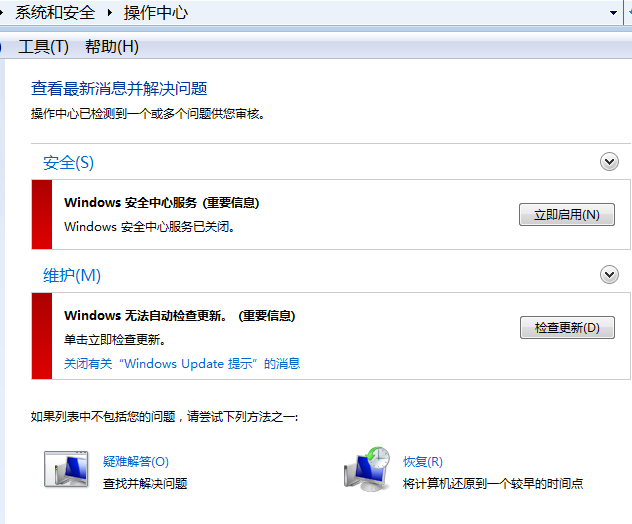 系统和安全 ▸ 操作中心
工具(T) 帮助(H)
查看最新消息并解决问题
操作中心已检测到一个或多个问题供您审核。
安全(S)
Windows 安全中心服务 (重要信息)
立即启用(N)
Windows 安全中心服务已关闭。
维护(M)
Windows 无法自动检查更新。 (重要信息)
检查更新(D)
单击立即检查更新。
关闭有关“Windows Update 提示”的消息
如果列表中不包括您的问题，请尝试下列方法之一:
疑难解答(O)
查找并解决问题
恢复(R)
将计算机还原到一个较早的时间点